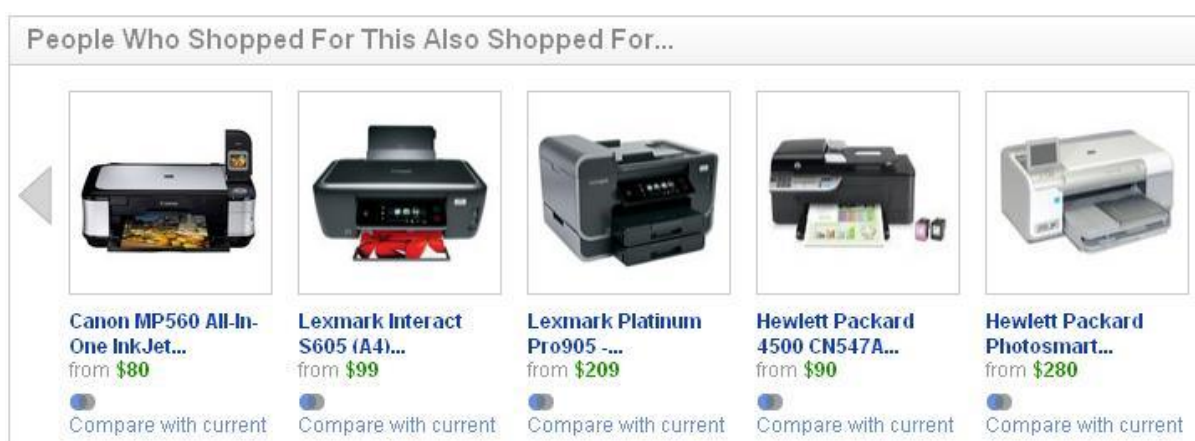 People Who Shopped For This Also Shopped For...
Canon MP560 All-In-
One InkJet...
from $80
Compare with current
Lexmark Interact
S605 (A4)...
from $99
Compare with current
Lexmark Platinum
Pro905 -...
from $209
Compare with current
Hewlett Packard
4500 CN547A...
from $90
Compare with current
Hewlett Packard
Photosmart...
from $280
Compare with current